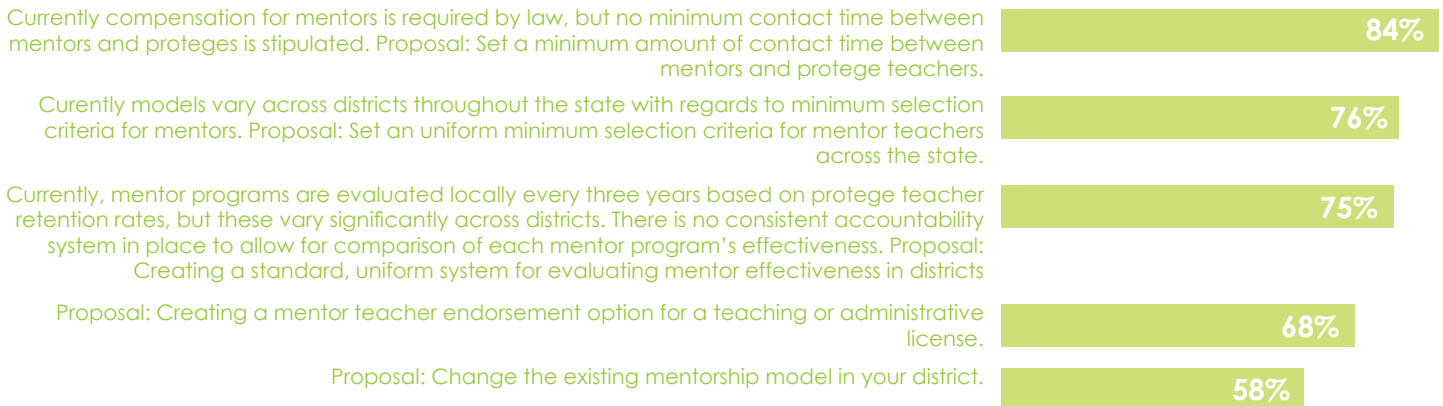 Currently compensation for mentors is required by law, but no minimum contact time between
mentors and proteges is stipulated. Proposal: Set a minimum amount of contact time between
mentors and protege teachers.
84%
Curently models vary across districts throughout the state with regards to minimum selection
criteria for mentors. Proposal: Set an uniform minimum selection criteria for mentor teachers
across the state.
76%
Currently, mentor programs are evaluated locally every three years based on protege teacher
retention rates, but these vary significantly across districts. There is no consistent accountability
system in place to allow for comparison of each mentor program’s effectiveness. Proposal:
Creating a standard, uniform system for evaluating mentor effectiveness in districts
75%
Proposal: Creating a mentor teacher endorsement option for a teaching or administrative
license.
68%
Proposal: Change the existing mentorship model in your district.
58%